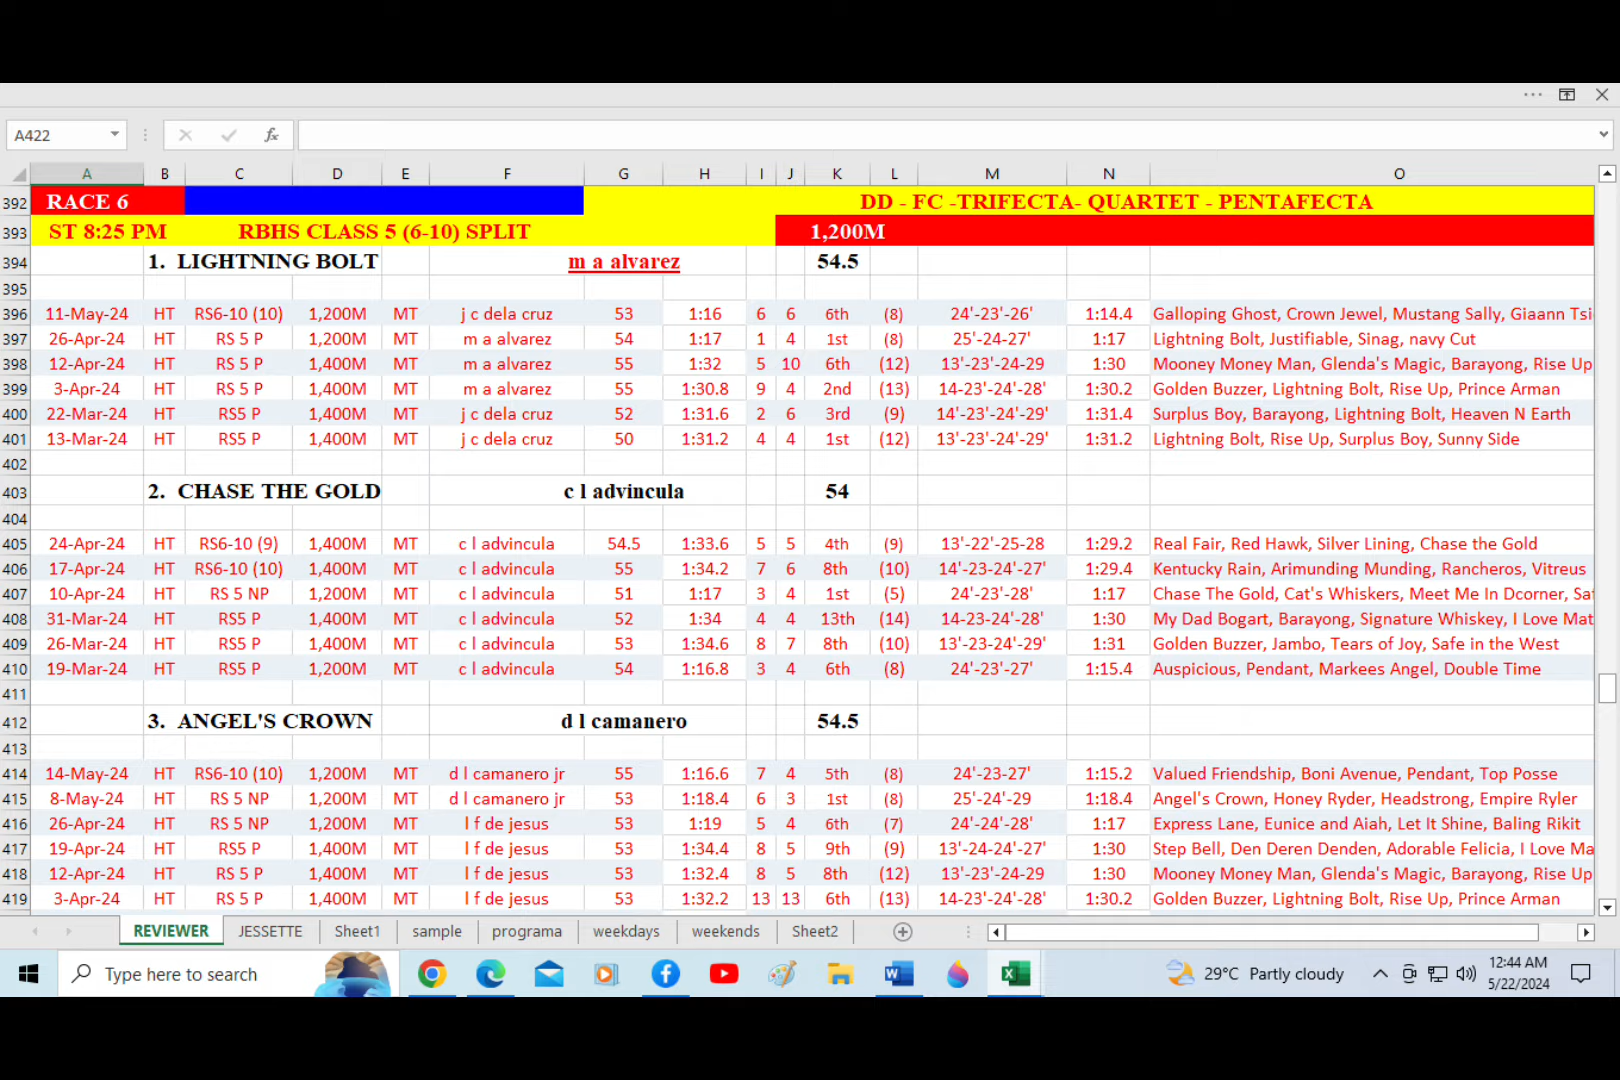 A422
fx
A B C D E F G H I J K L M N O
392 RACE 6 DD - FC -TRIFECTA- QUARTET - PENTAFECTA
393 ST 8:25 PM RBHS CLASS 5 (6-10) SPLIT 1,200M
394 1. LIGHTNING BOLT m a alvarez 54.5
395
396 11-May-24 HT RS6-10 (10) 1,200M MT j c dela cruz 53 1:16 6 6 6th (8) 24'-23'-26' 1:14.4 Galloping Ghost, Crown Jewel, Mustang Sally, Giaann Tsi
397 26-Apr-24 HT RS 5 P 1,200M MT m a alvarez 54 1:17 1 4 1st (8) 25'-24-27' 1:17 Lightning Bolt, Justifiable, Sinag, navy Cut
398 12-Apr-24 HT RS 5 P 1,400M MT m a alvarez 55 1:32 5 10 6th (12) 13'-23'-24-29 1:30 Mooney Money Man, Glenda's Magic, Barayong, Rise Up
399 3-Apr-24 HT RS 5 P 1,400M MT m a alvarez 55 1:30.8 9 4 2nd (13) 14-23'-24'-28' 1:30.2 Golden Buzzer, Lightning Bolt, Rise Up, Prince Arman
400 22-Mar-24 HT RS5 P 1,400M MT j c dela cruz 52 1:31.6 2 6 3rd (9) 14'-23'-24'-29' 1:31.4 Surplus Boy, Barayong, Lightning Bolt, Heaven N Earth
401 13-Mar-24 HT RS5 P 1,400M MT j c dela cruz 50 1:31.2 4 4 1st (12) 13'-23'-24'-29' 1:31.2 Lightning Bolt, Rise Up, Surplus Boy, Sunny Side
402
403 2. CHASE THE GOLD c l advincula 54
404
405 24-Apr-24 HT RS6-10 (9) 1,400M MT c l advincula 54.5 1:33.6 5 5 4th (9) 13'-22'-25-28 1:29.2 Real Fair, Red Hawk, Silver Lining, Chase the Gold
406 17-Apr-24 HT RS6-10 (10) 1,400M MT c l advincula 55 1:34.2 7 6 8th (10) 14'-23-24'-27' 1:29.4 Kentucky Rain, Arimunding Munding, Rancheros, Vitreus
407 10-Apr-24 HT RS 5 NP 1,200M MT c l advincula 51 1:17 3 4 1st (5) 24'-23'-28' 1:17 Chase The Gold, Cat's Whiskers, Meet Me In Dcorner, Sa
408 31-Mar-24 HT RS5 P 1,400M MT c l advincula 52 1:34 4 4 13th (14) 14-23-24'-28' 1:30 My Dad Bogart, Barayong, Signature Whiskey, I Love Mat
409 26-Mar-24 HT RS5 P 1,400M MT c l advincula 53 1:34.6 8 7 8th (10) 13'-23-24'-29' 1:31 Golden Buzzer, Jambo, Tears of Joy, Safe in the West
410 19-Mar-24 HT RS5 P 1,200M MT c l advincula 54 1:16.8 3 4 6th (8) 24'-23'-27' 1:15.4 Auspicious, Pendant, Markees Angel, Double Time
411
412 3. ANGEL'S CROWN d l camanero 54.5
413
414 14-May-24 HT RS6-10 (10) 1,200M MT d l camanero jr 55 1:16.6 7 4 5th (8) 24'-23-27' 1:15.2 Valued Friendship, Boni Avenue, Pendant, Top Posse
415 8-May-24 HT RS 5 NP 1,200M MT d l camanero jr 53 1:18.4 6 3 1st (8) 25'-24'-29 1:18.4 Angel's Crown, Honey Ryder, Headstrong, Empire Ryler
416 26-Apr-24 HT RS 5 NP 1,200M MT l f de jesus 53 1:19 5 4 6th (7) 24'-24'-28' 1:17 Express Lane, Eunice and Aiah, Let It Shine, Baling Rikit
417 19-Apr-24 HT RS5 P 1,400M MT l f de jesus 53 1:34.4 8 5 9th (9) 13'-24-24'-27' 1:30 Step Bell, Den Deren Denden, Adorable Felicia, I Love Ma
418 12-Apr-24 HT RS 5 P 1,400M MT l f de jesus 53 1:32.4 8 5 8th (12) 13'-23'-24-29 1:30 Mooney Money Man, Glenda's Magic, Barayong, Rise Up
419 3-Apr-24 HT RS 5 P 1,400M MT l f de jesus 53 1:32.2 13 13 6th (13) 14-23'-24'-28' 1:30.2 Golden Buzzer, Lightning Bolt, Rise Up, Prince Arman
REVIEWER JESSETTE Sheet1 sample programa weekdays weekends Sheet2
Type here to search 29°C Partly cloudy 12:44 AM
5/22/2024